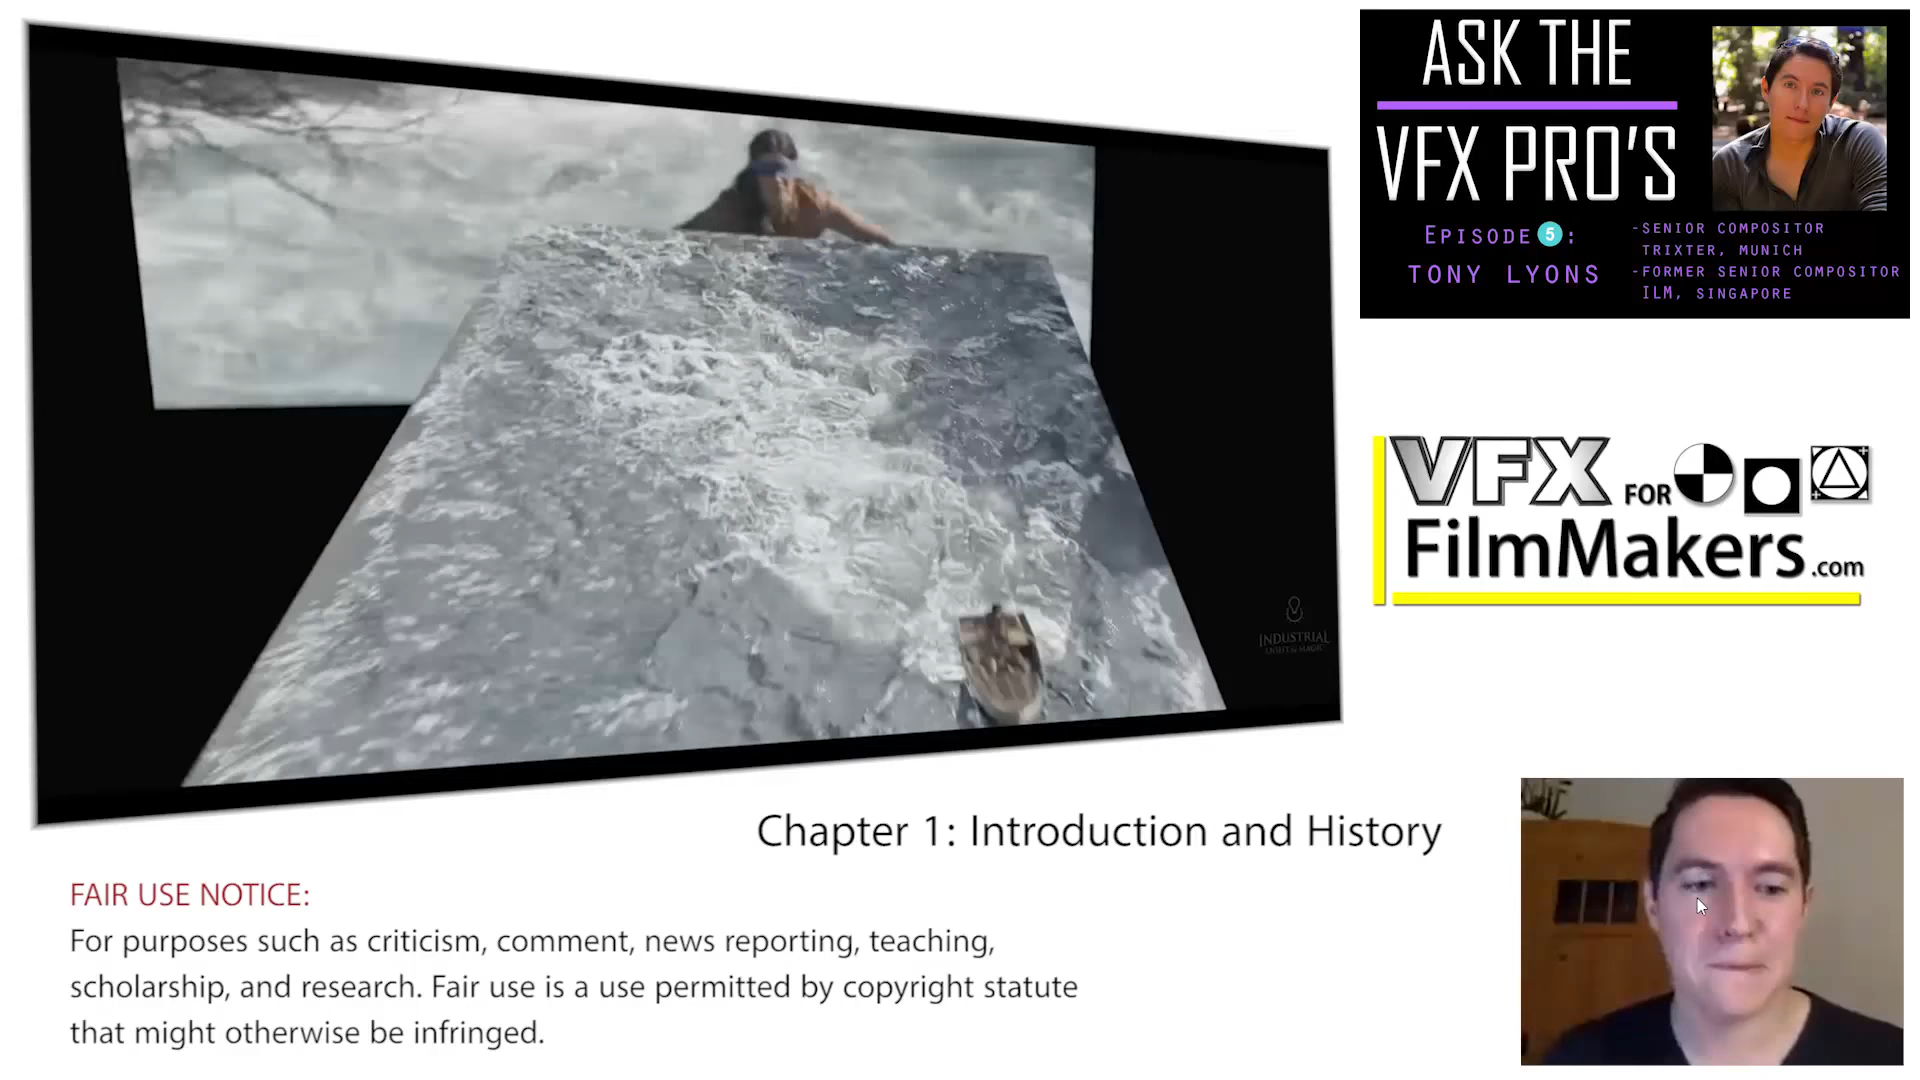 ASK THE
VFX PRO'S
EPISODE 5:
TONY LYONS
-SENIOR COMPOSITOR
TRIXTER, MUNICH
-FORMER SENIOR COMPOSITOR
ILM, SINGAPORE
VFX FOR
FilmMakers.com
INDUSTRIAL
LIGHT & MAGIC
Chapter 1: Introduction and History
FAIR USE NOTICE:
For purposes such as criticism, comment, news reporting, teaching,
scholarship, and research. Fair use is a use permitted by copyright statute
that might otherwise be infringed.